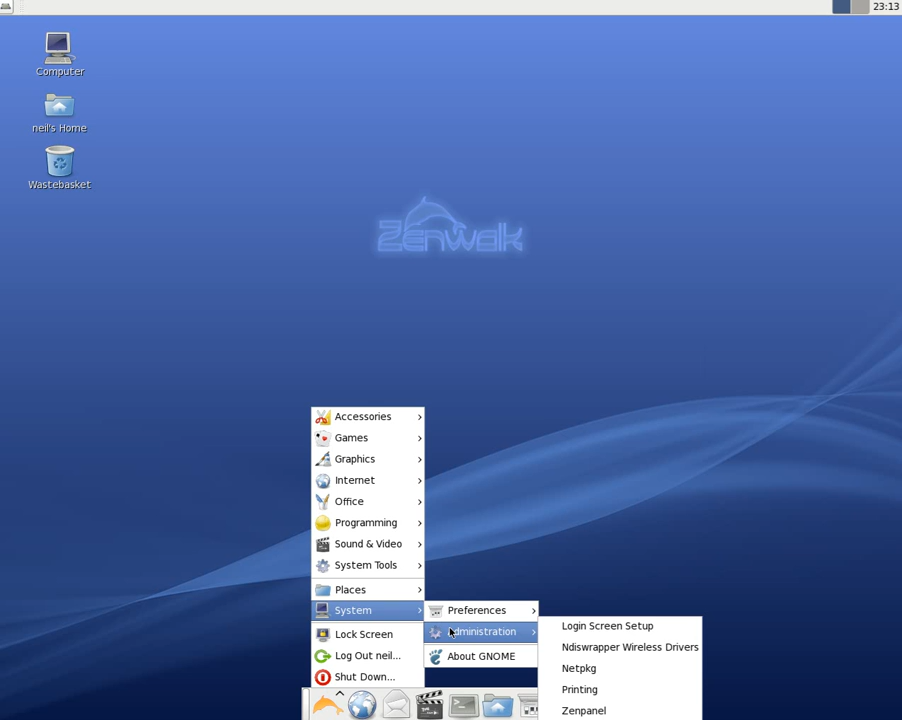 23:13
Computer
neil's Home
Wastebasket
Zenwalk
Accessories
Games
Graphics
Internet
Office
Programming
Sound & Video
System Tools
Places
System
Lock Screen
Log Out neil...
Shut Down...
Preferences
Administration
About GNOME
Login Screen Setup
Ndiswrapper Wireless Drivers
Netpkg
Printing
Zenpanel